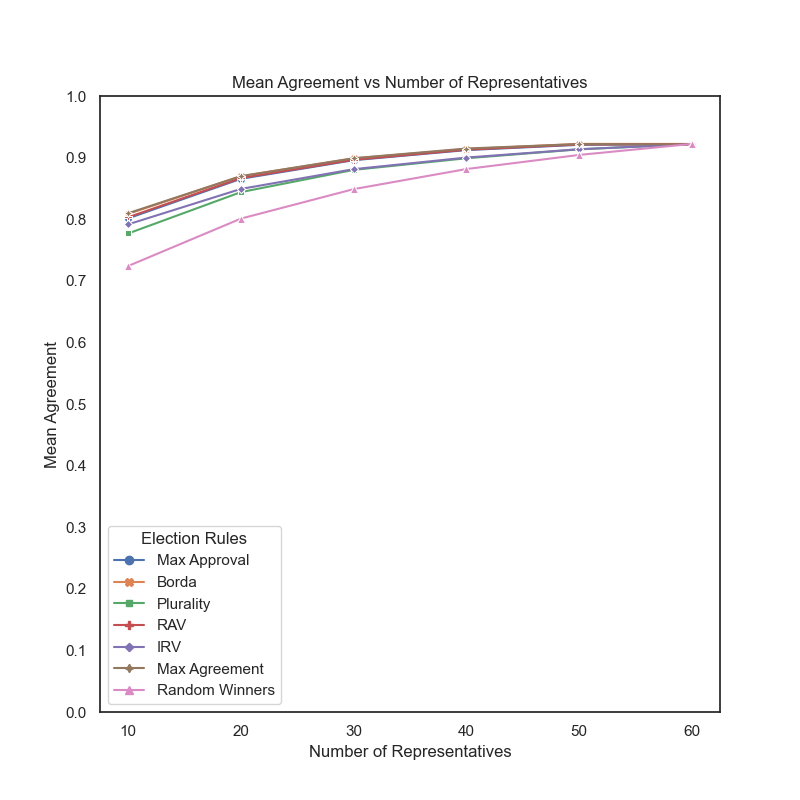 Mean Agreement vs Number of Representatives
Mean Agreement
1.0
0.9
0.8
0.7
0.6
0.5
0.4
0.3
0.2
0.1
0.0
Election Rules
Max Approval
Borda
Plurality
RAV
IRV
Max Agreement
Random Winners
10 20 30 40 50 60
Number of Representatives